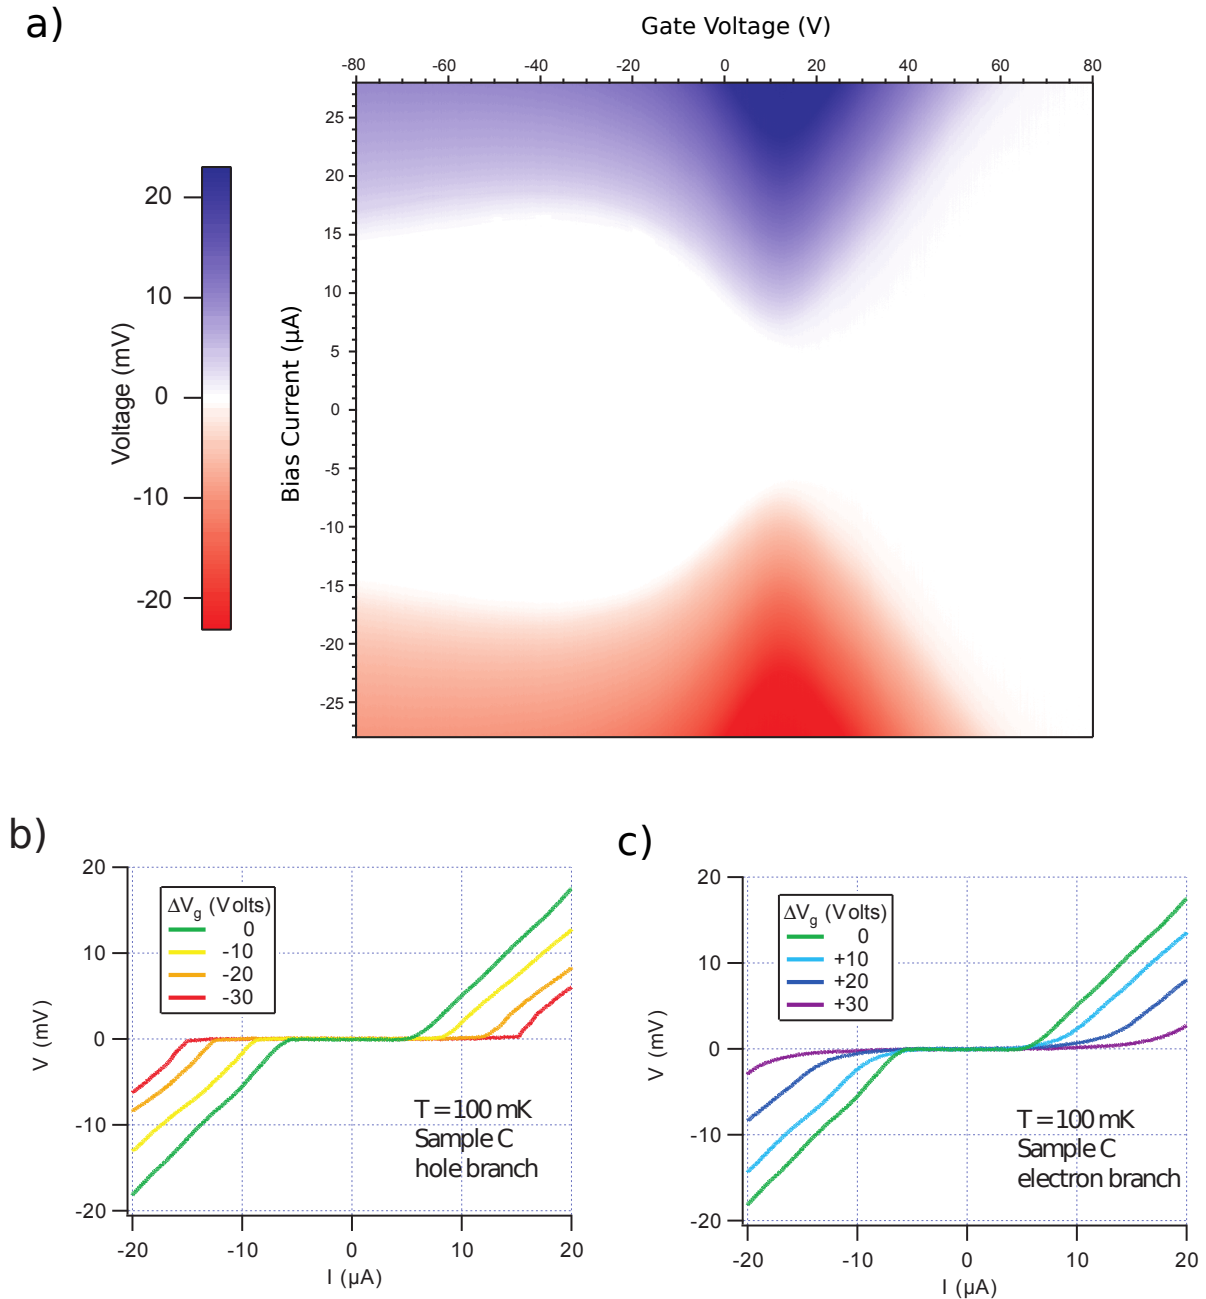 a)
Gate Voltage (V)
-80 -60 -40 -20 0 20 40 60 80
25
20
15
10
5
0
-5
-10
-15
-20
-25
Bias Current (μA)
20
10
0
-10
-20
Voltage (mV)
b)
20
10
0
-10
-20
V (mV)
ΔVg (Volts)
0
-10
-20
-30
T = 100 mK
Sample C
hole branch
-20 -10 0 10 20
I (μA)
c)
20
10
0
-10
-20
V (mV)
ΔVg (Volts)
0
+10
+20
+30
T = 100 mK
Sample C
electron branch
-20 -10 0 10 20
I (μA)